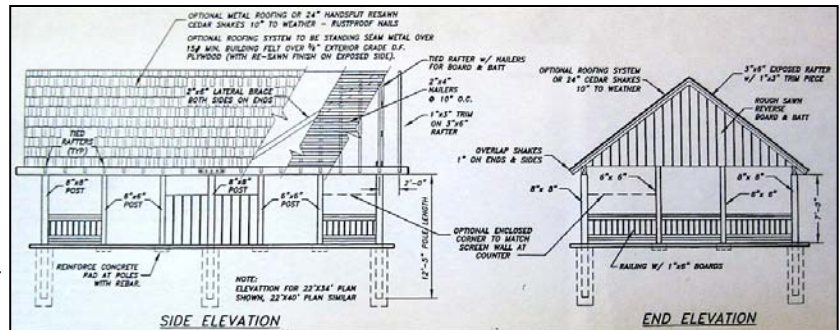 OPTIONAL METAL ROOFING OR 24" HANDSPLIT RESAWN
CEDAR SHAKES 10" TO WEATHER - RUSTPROOF NAILS
OPTIONAL ROOFING SYSTEM TO BE STANDING SEAM METAL OVER
15# MIN. BUILDING FELT OVER 3/4" EXTERIOR GRADE D.F.
PLYWOOD (WITH RE-SAWN FINISH ON EXPOSED SIDE).
TIED RAFTER W/ NAILERS
FOR BOARD & BATT
2"x6" LATERAL BRACE
BOTH SIDES ON ENDS
2"x4"
NAILERS
@ 10" O.C.
1"x3" TRIM
ON 3"x6"
RAFTER
TIED
RAFTERS
(TYP.)
8"x8"
POST
6"x6"
POST
8"x8"
POST
6"x6"
POST
2'-0"
12'-5" POLE LENGTH
OPTIONAL ENCLOSED
CORNER TO MATCH
SCREEN WALL AT
COUNTER
REINFORCE CONCRETE
PAD AT POLES
WITH REBAR.
NOTE:
ELEVATTION FOR 22'X34' PLAN
SHOWN, 22'X40' PLAN SIMILAR
SIDE ELEVATION
OPTIONAL ROOFING SYSTEM
OR 24" CEDAR SHAKES
10" TO WEATHER
3"x6" EXPOSED RAFTER
W/ 1"x3" TRIM PIECE
ROUGH SAWN
REVERSE
BOARD & BATT
OVERLAP SHAKES
1" ON ENDS & SIDES
8"x 8"
6"x 6"
8"x 8"
6"x 6"
RAILING W/ 1"x6" BOARDS
END ELEVATION